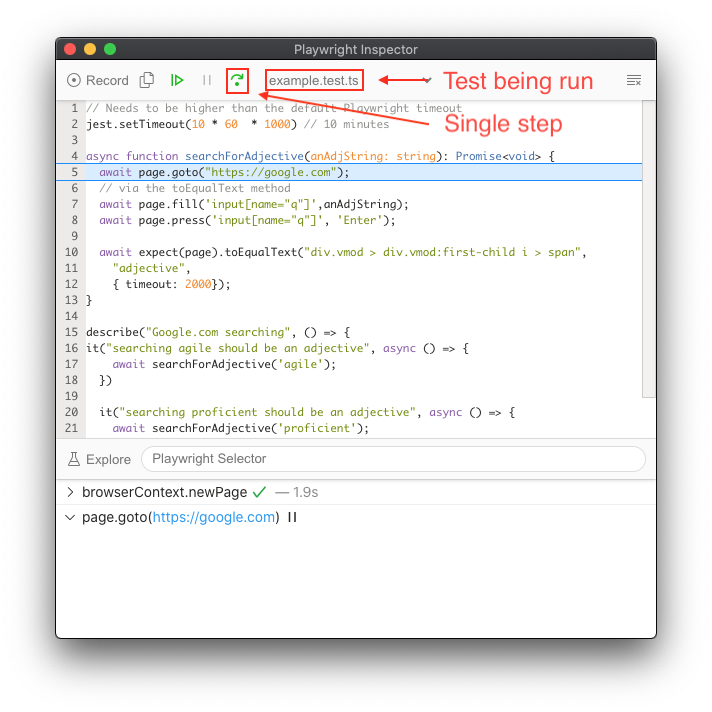 Playwright Inspector
Record
example.test.ts
Test being run
Single step
1 // Needs to be higher than the default Playwright timeout
2 jest.setTimeout(10 * 60  * 1000) // 10 minutes
3
4 async function searchForAdjective(anAdjString: string): Promise<void> {
5   await page.goto("https://google.com");
6   // via the toEqualText method
7   await page.fill('input[name="q"]',anAdjString);
8   await page.press('input[name="q"]', 'Enter');
9
10   await expect(page).toEqualText("div.vmod > div.vmod:first-child i > span",
11     "adjective",
12     { timeout: 2000});
13 }
14
15 describe("Google.com searching", () => {
16 it("searching agile should be an adjective", async () => {
17     await searchForAdjective('agile');
18   })
19
20   it("searching proficient should be an adjective", async () => {
21     await searchForAdjective('proficient');
Explore
Playwright Selector
browserContext.newPage ✓ — 1.9s
page.goto(https://google.com)